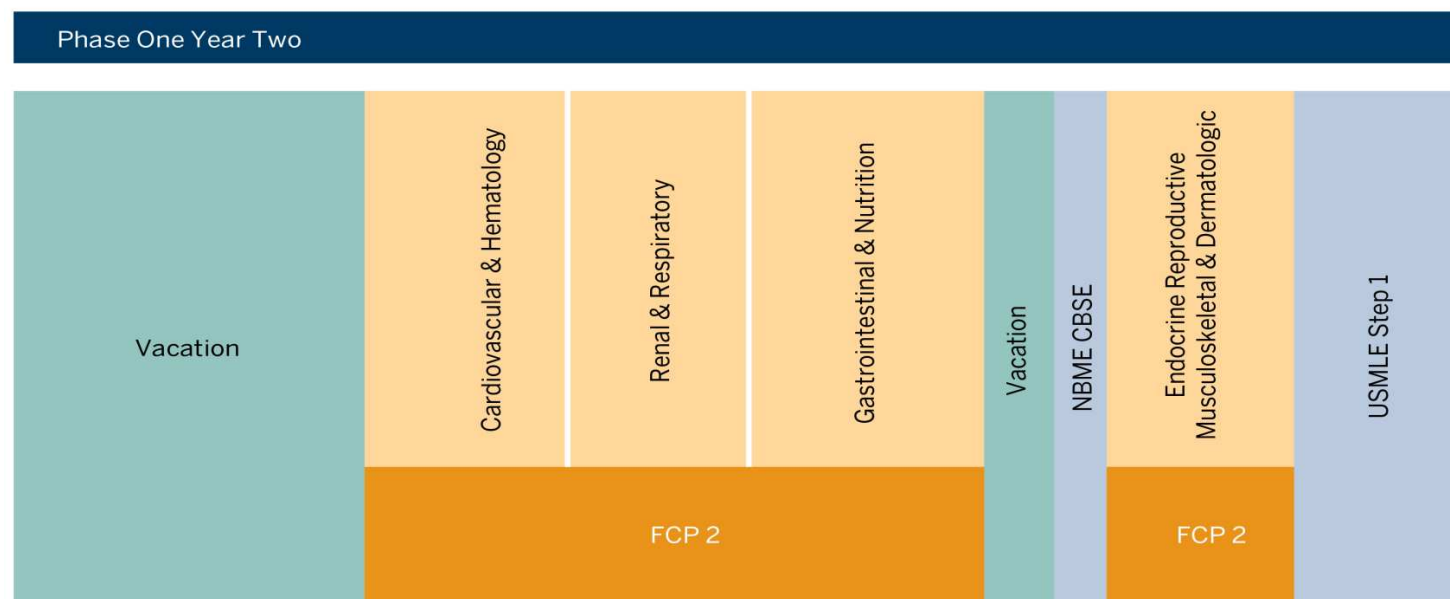 Phase One Year Two
Vacation
Cardiovascular & Hematology
Renal & Respiratory
Gastrointestinal & Nutrition
Vacation
NBME CBSE
Endocrine Reproductive
Musculoskeletal & Dermatologic
USMLE Step 1
FCP 2
FCP 2